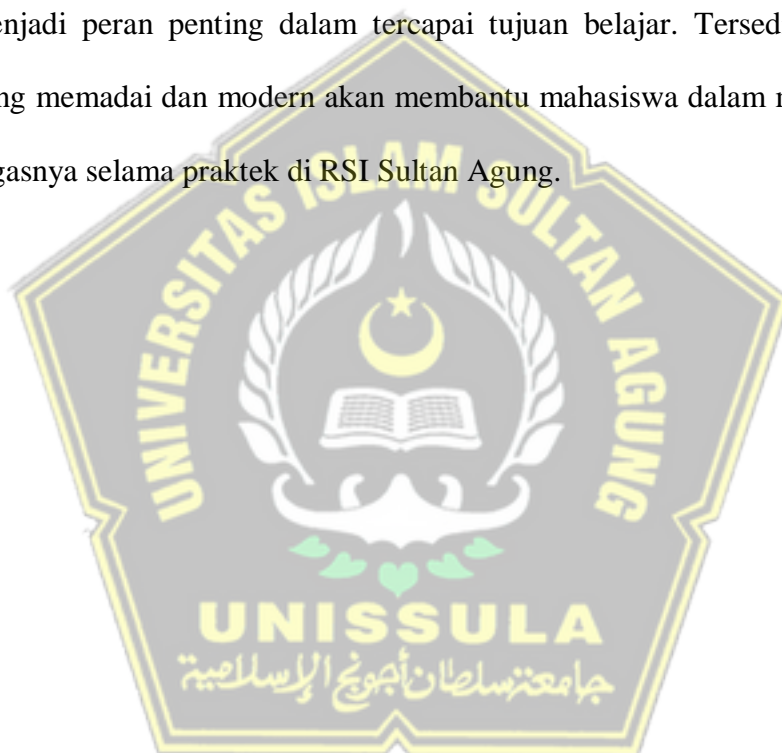 enjadi peran penting dalam tercapai tujuan belajar. Tersed
ng memadai dan modern akan membantu mahasiswa dalam
gasnya selama praktek di RSI Sultan Agung.
UNIVERSITAS ISLAM SULTAN AGUNG
UNISSULA
جامعة سلطان أجونج الإسلامية